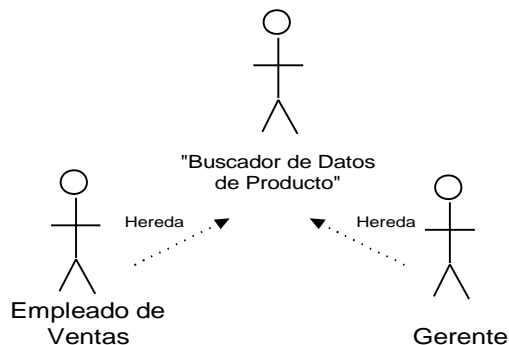 "Buscador de Datos
de Producto"
Hereda
Hereda
Empleado de
Ventas
Gerente